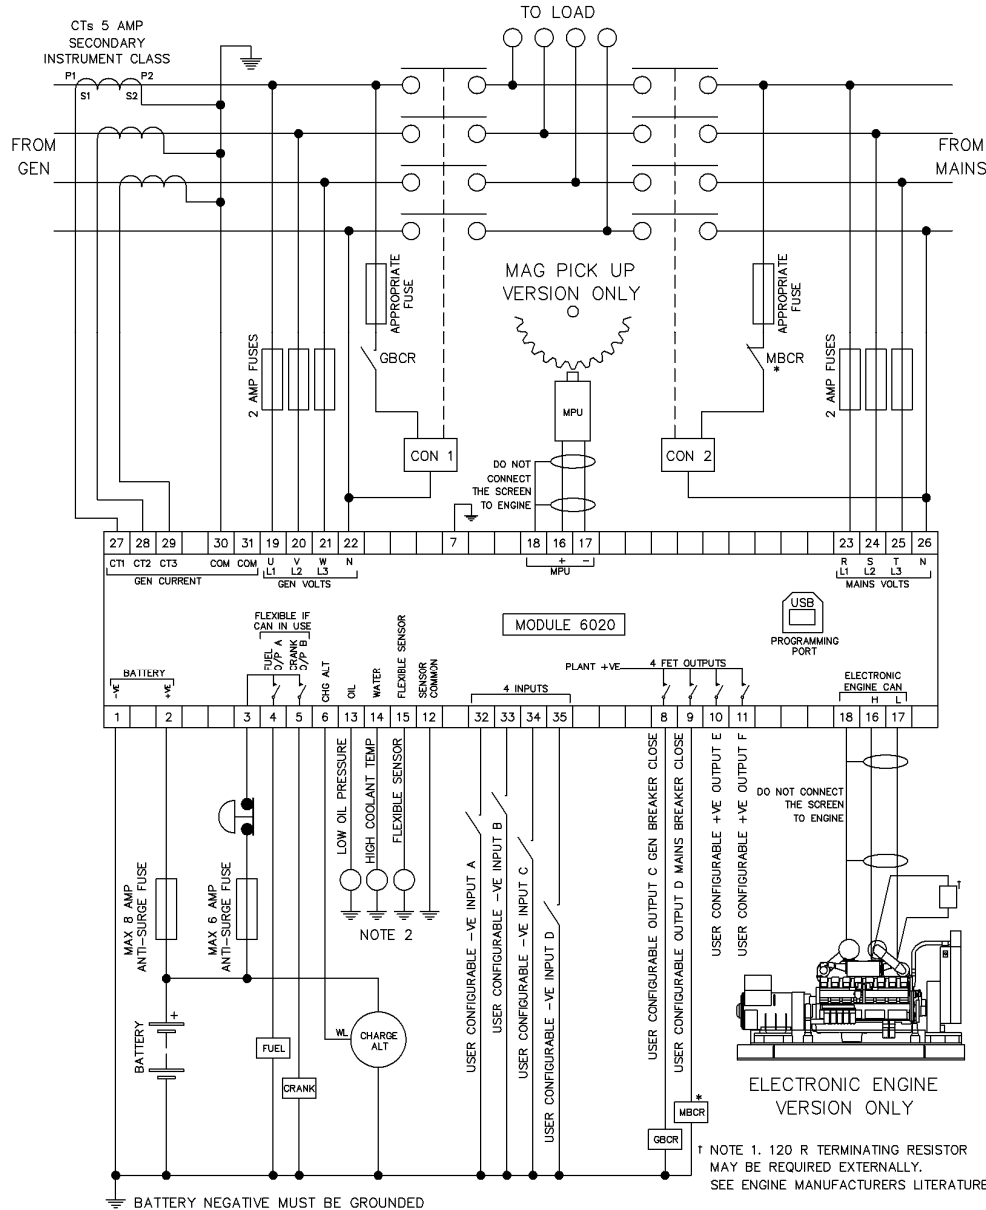 TO LOAD
CTs 5 AMP
SECONDARY
INSTRUMENT CLASS
P1
P2
S1
S2
FROM
GEN
FROM
MAINS
MAG PICK UP
VERSION ONLY
APPROPRIATE
FUSE
APPROPRIATE
FUSE
GBCR
MBCR
*
2 AMP FUSES
2 AMP FUSES
MPU
CON 1
CON 2
DO NOT
CONNECT
THE SCREEN
TO ENGINE
27 28 29 30 31 19 20 21 22 7 18 16 17 23 24 25 26
CT1 CT2 CT3 COM COM U V W N + − R S T N
L1 L2 L3 L1 L2 L3
GEN CURRENT
GEN VOLTS
MPU
MAINS VOLTS
USB
PROGRAMMING
PORT
MODULE 6020
FLEXIBLE IF
CAN IN USE
FUEL
O/P A
CRANK
O/P B
CHG ALT
OIL
WATER
FLEXIBLE SENSOR
SENSOR
COMMON
BATTERY
-VE
+VE
4 INPUTS
PLANT +VE
4 FET OUTPUTS
ELECTRONIC
ENGINE CAN
H L
1 2 3 4 5 6 13 14 15 12 32 33 34 35 8 9 10 11 18 16 17
LOW OIL PRESSURE
HIGH COOLANT TEMP
FLEXIBLE SENSOR
NOTE 2
MAX 8 AMP
ANTI-SURGE FUSE
MAX 6 AMP
ANTI-SURGE FUSE
USER CONFIGURABLE -VE INPUT A
USER CONFIGURABLE -VE INPUT B
USER CONFIGURABLE -VE INPUT C
USER CONFIGURABLE -VE INPUT D
USER CONFIGURABLE OUTPUT C GEN BREAKER CLOSE
USER CONFIGURABLE OUTPUT D MAINS BREAKER CLOSE
USER CONFIGURABLE +VE OUTPUT E
USER CONFIGURABLE +VE OUTPUT F
DO NOT CONNECT
THE SCREEN
TO ENGINE
†
BATTERY
+
FUEL
CRANK
WL
CHARGE
ALT
*
MBCR
GBCR
ELECTRONIC ENGINE
VERSION ONLY
† NOTE 1. 120 R TERMINATING RESISTOR
MAY BE REQUIRED EXTERNALLY.
SEE ENGINE MANUFACTURERS LITERATURE
BATTERY NEGATIVE MUST BE GROUNDED